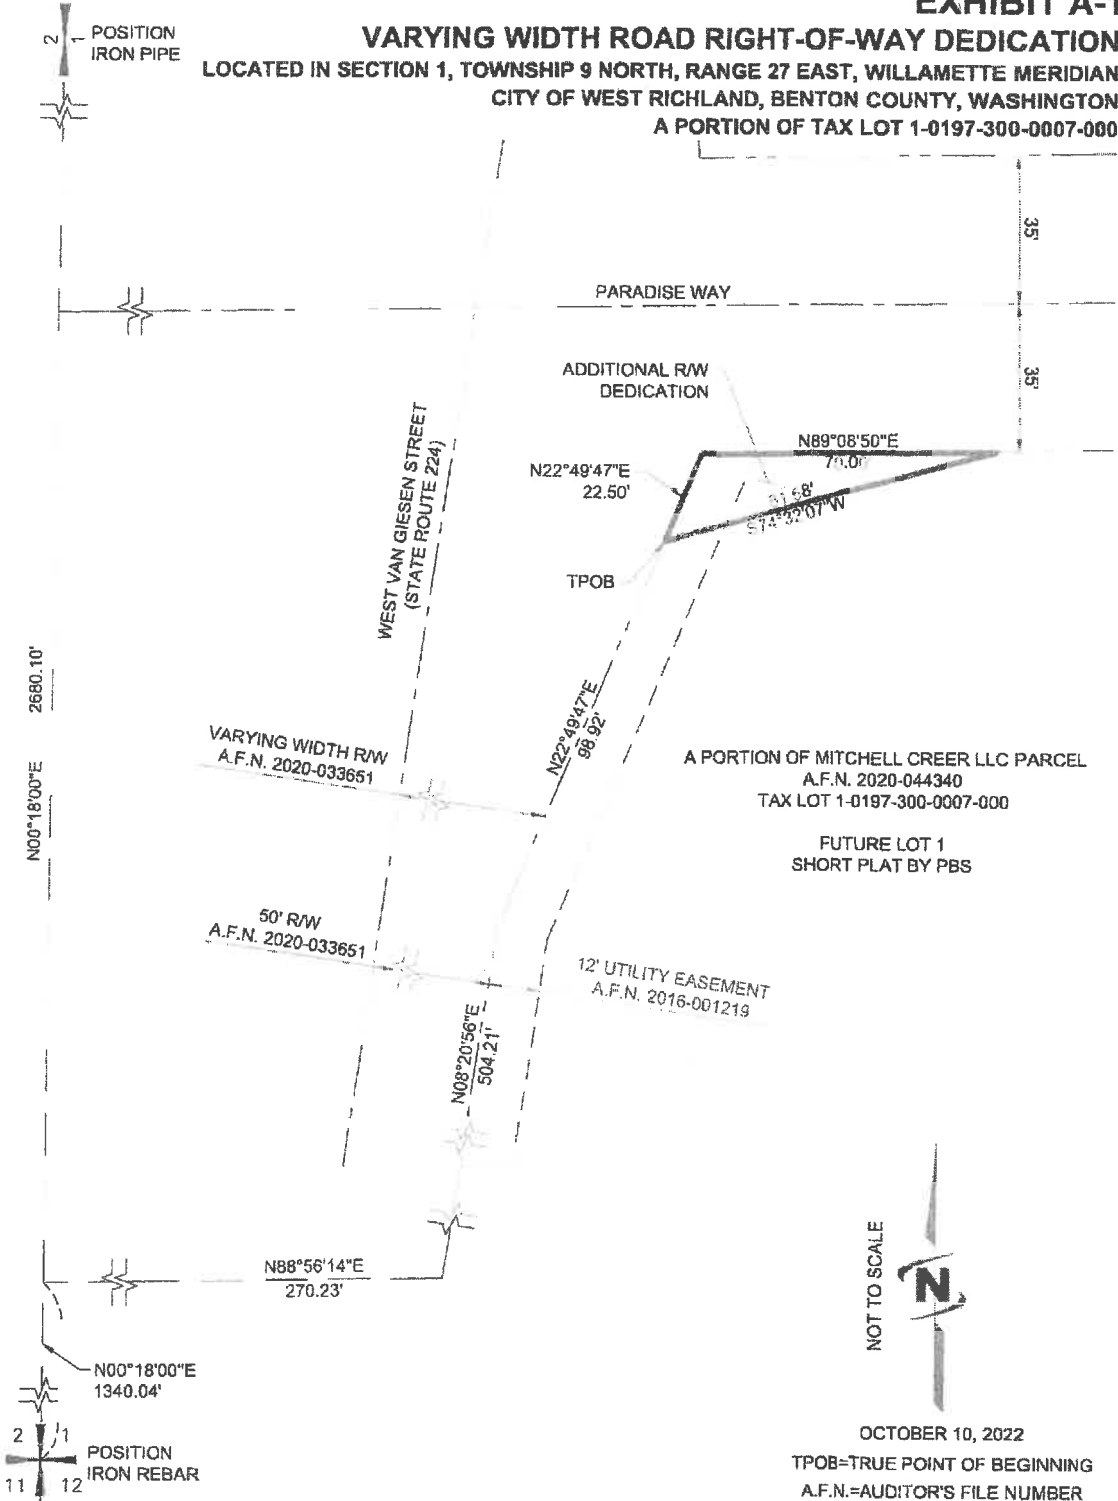 EXHIBIT A-1
VARYING WIDTH ROAD RIGHT-OF-WAY DEDICATION
LOCATED IN SECTION 1, TOWNSHIP 9 NORTH, RANGE 27 EAST, WILLAMETTE MERIDIAN
CITY OF WEST RICHLAND, BENTON COUNTY, WASHINGTON
A PORTION OF TAX LOT 1-0197-300-0007-000
2 1
POSITION
IRON PIPE
35'
PARADISE WAY
35'
ADDITIONAL R/W
DEDICATION
N89°08'50"E
70.00'
N22°49'47"E
22.50'
81.68'
S74°32'07"W
TPOB
WEST VAN GIESEN STREET
(STATE ROUTE 224)
N00°18'00"E 2680.10'
N22°49'47"E
98.92'
VARYING WIDTH R/W
A.F.N. 2020-033651
A PORTION OF MITCHELL CREER LLC PARCEL
A.F.N. 2020-044340
TAX LOT 1-0197-300-0007-000
FUTURE LOT 1
SHORT PLAT BY PBS
50' R/W
A.F.N. 2020-033651
12' UTILITY EASEMENT
A.F.N. 2016-001219
N08°20'56"E
504.21'
N88°56'14"E
270.23'
NOT TO SCALE
N
N00°18'00"E
1340.04'
2 1
11 12
POSITION
IRON REBAR
OCTOBER 10, 2022
TPOB=TRUE POINT OF BEGINNING
A.F.N.=AUDITOR'S FILE NUMBER